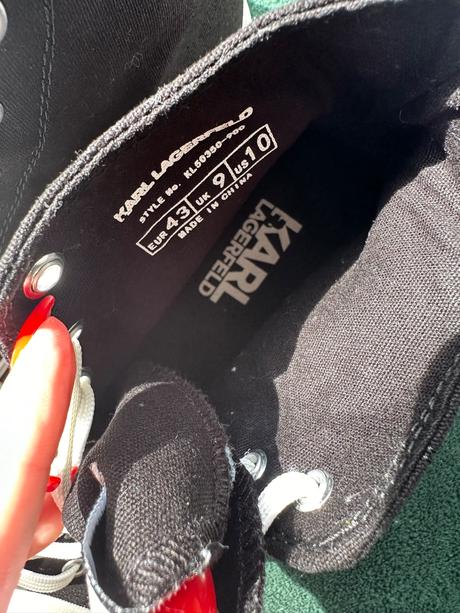 KARL LAGERFELD
STYLE No. KL50350-900
EUR 43 UK 9 US 10
MADE IN CHINA
KARL
LAGERFELD